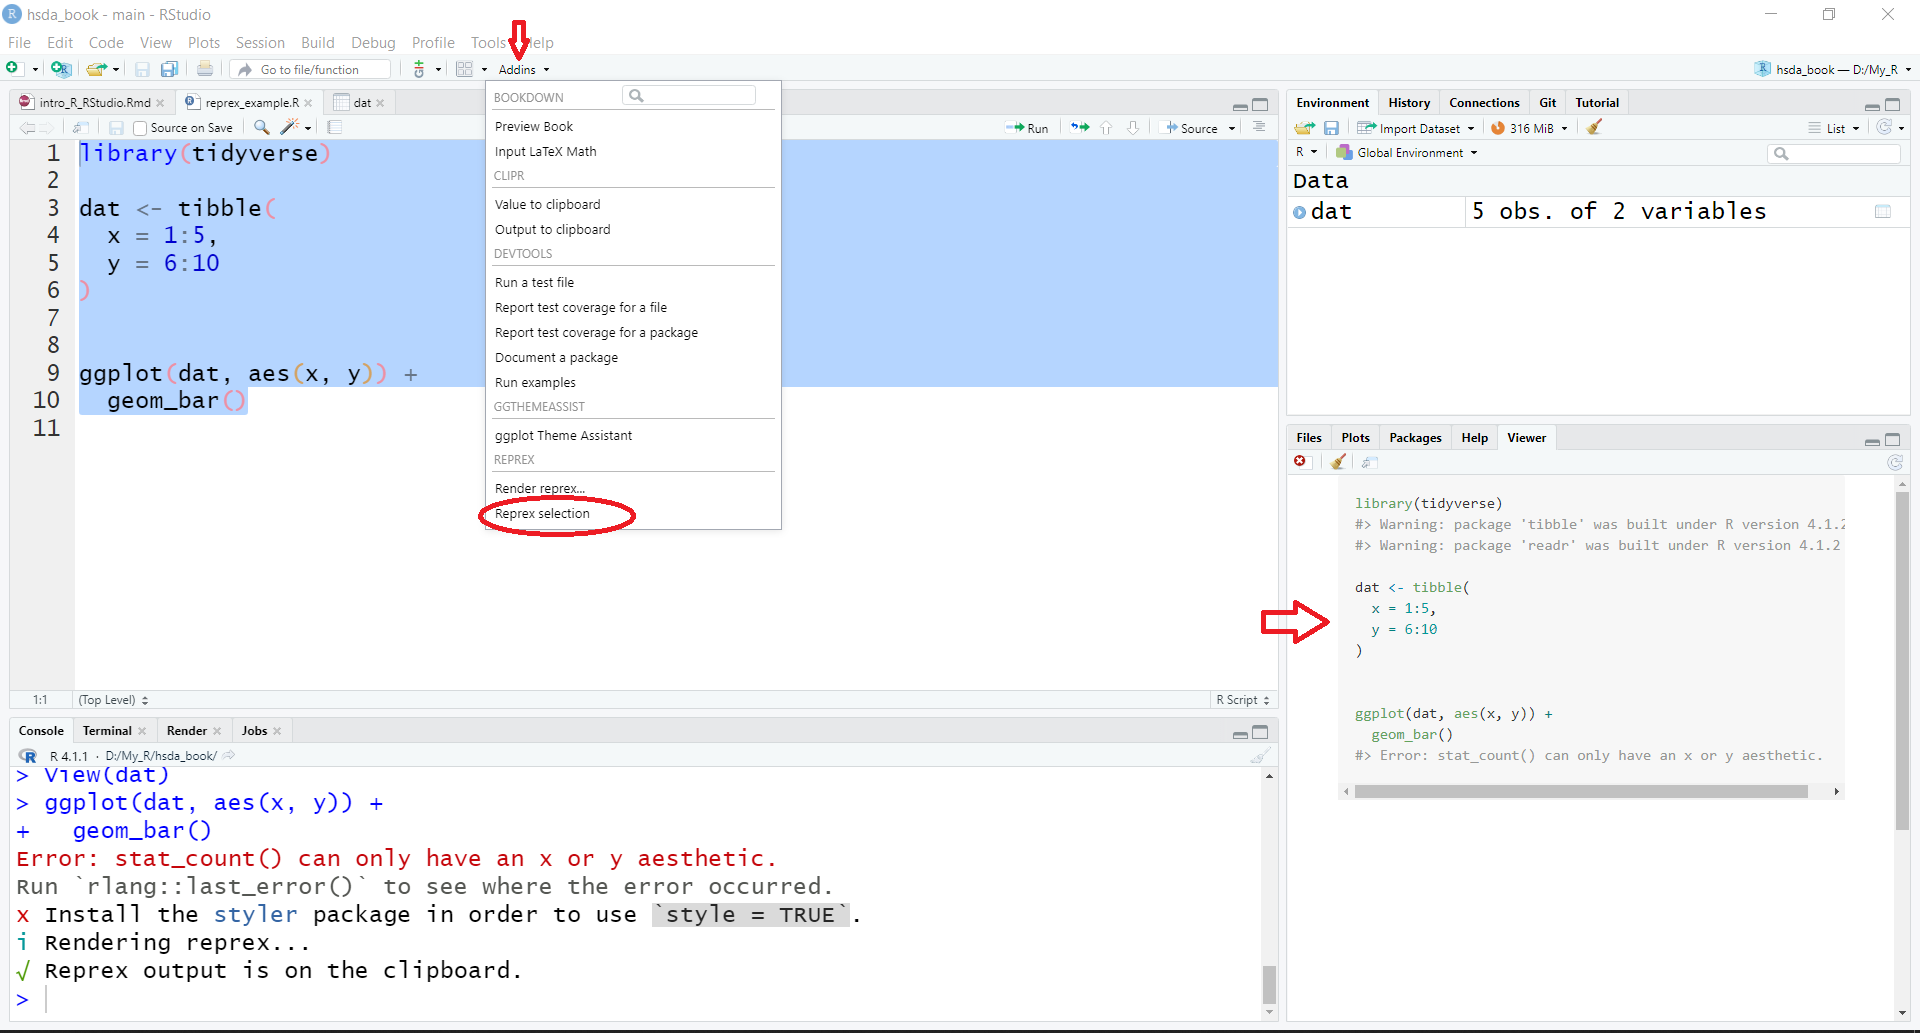 hsda_book - main - RStudio
File Edit Code View Plots Session Build Debug Profile Tools Help
Go to file/function Addins hsda_book — D:/My_R
intro_R_RStudio.Rmd reprex_example.R dat
Source on Save Run Source
1 library(tidyverse)
2
3 dat <- tibble(
4 x = 1:5,
5 y = 6:10
6 )
7
8
9 ggplot(dat, aes(x, y)) +
10 geom_bar()
11
1:1 (Top Level) R Script
BOOKDOWN
Preview Book
Input LaTeX Math
CLIPR
Value to clipboard
Output to clipboard
DEVTOOLS
Run a test file
Report test coverage for a file
Report test coverage for a package
Document a package
Run examples
GGTHEMEASSIST
ggplot Theme Assistant
REPREX
Render reprex...
Reprex selection
Console Terminal Render Jobs
R 4.1.1 · D:/My_R/hsda_book/
> View(dat)
> ggplot(dat, aes(x, y)) +
+ geom_bar()
Error: stat_count() can only have an x or y aesthetic.
Run `rlang::last_error()` to see where the error occurred.
x Install the styler package in order to use `style = TRUE`.
i Rendering reprex...
√ Reprex output is on the clipboard.
>
Environment History Connections Git Tutorial
Import Dataset 316 MiB List
R Global Environment
Data
dat 5 obs. of 2 variables
Files Plots Packages Help Viewer
library(tidyverse)
#> Warning: package 'tibble' was built under R version 4.1.2
#> Warning: package 'readr' was built under R version 4.1.2
dat <- tibble(
x = 1:5,
y = 6:10
)
ggplot(dat, aes(x, y)) +
geom_bar()
#> Error: stat_count() can only have an x or y aesthetic.